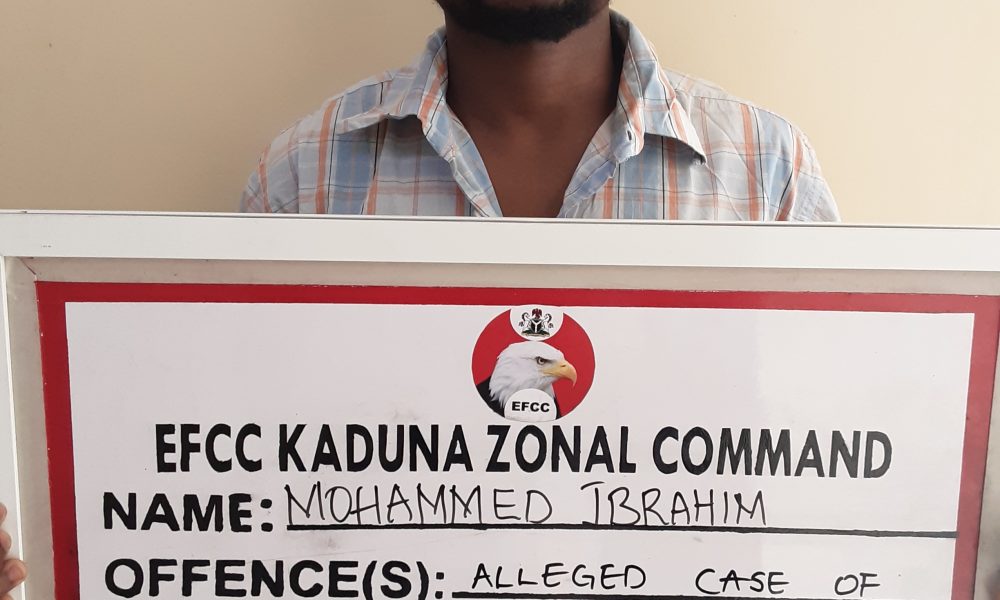 EFCC
EFCC KADUNA ZONAL COMMAND
NAME: MOHAMMED IBRAHIM
OFFENCE(S): ALLEGED CASE OF